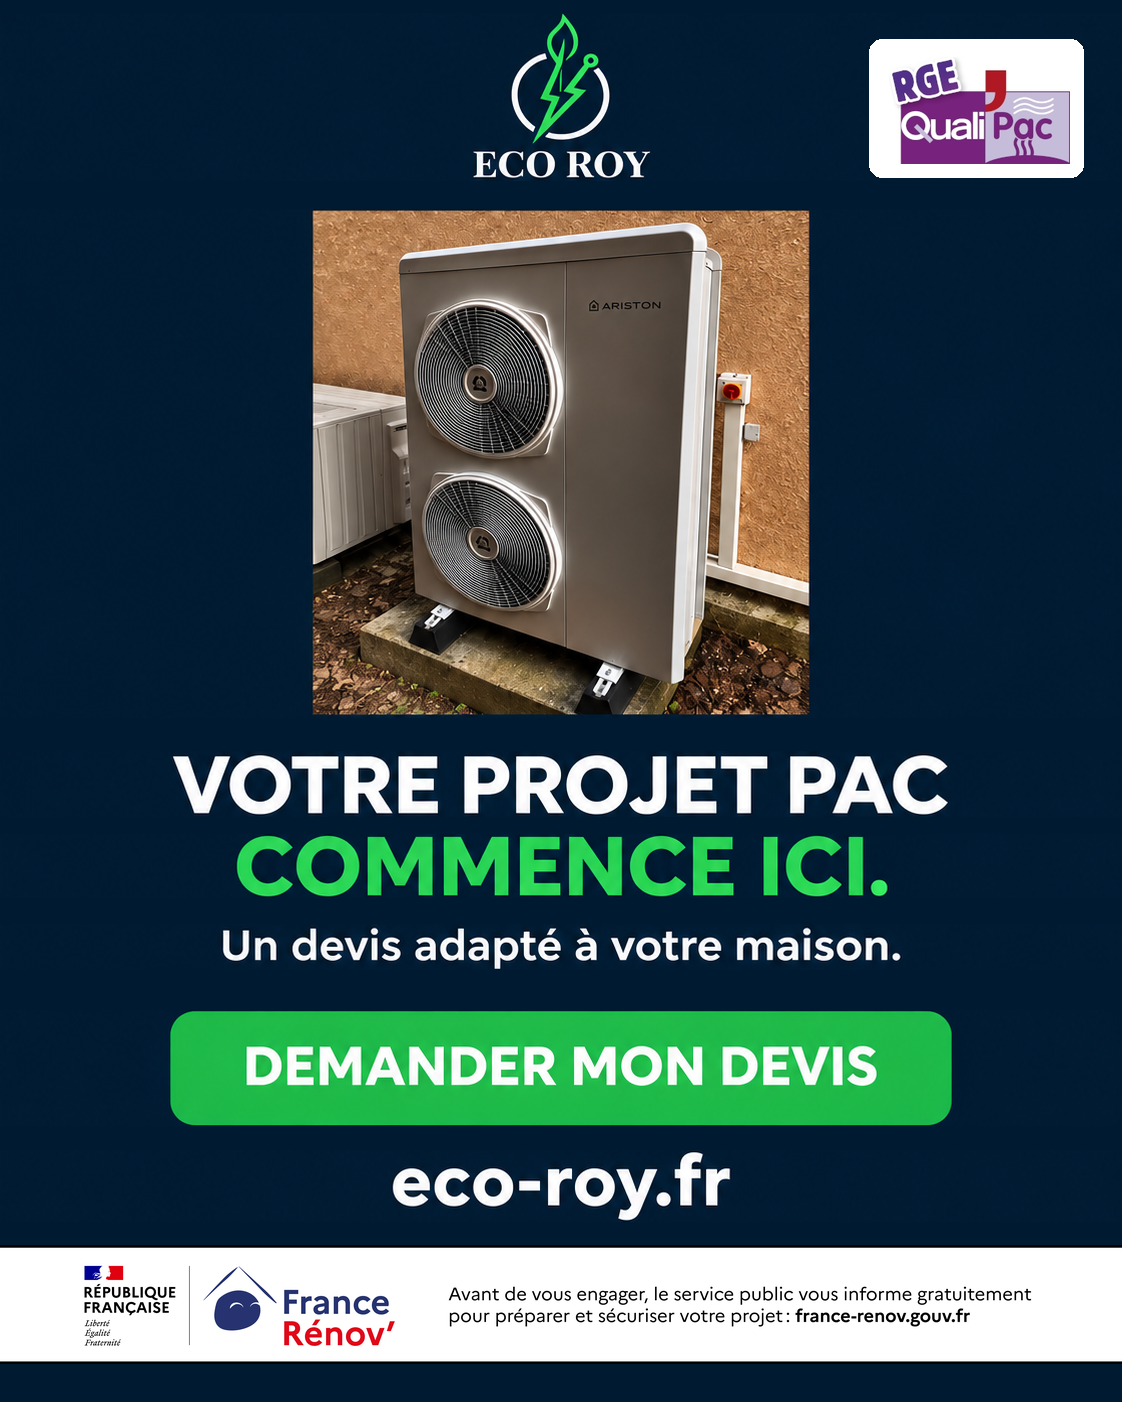 ECO ROY
RGE
QualiPac
ARISTON
VOTRE PROJET PAC
COMMENCE ICI.
Un devis adapté à votre maison.
DEMANDER MON DEVIS
eco-roy.fr
RÉPUBLIQUE
FRANÇAISE
Liberté
Égalité
Fraternité
France
Rénov’
Avant de vous engager, le service public vous informe gratuitement
pour préparer et sécuriser votre projet : france-renov.gouv.fr